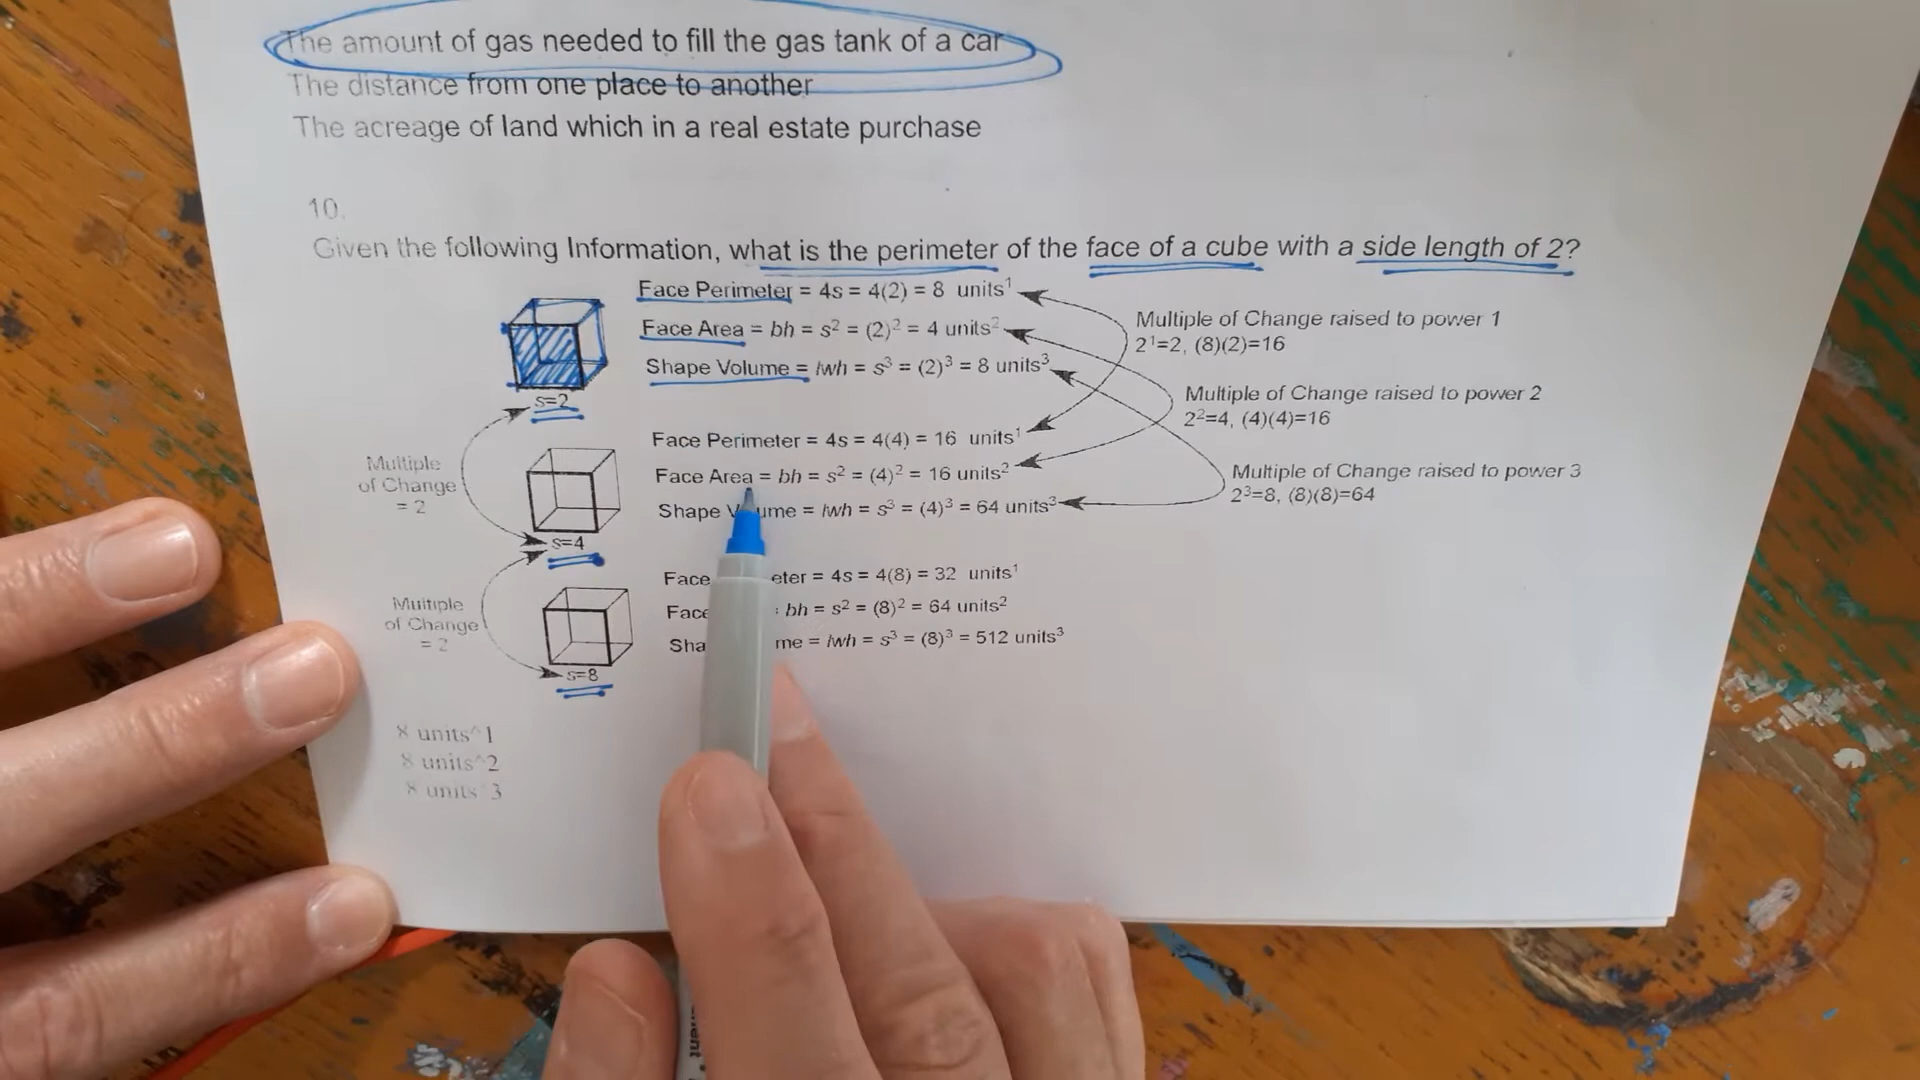 The amount of gas needed to fill the gas tank of a car
The distance from one place to another
The acreage of land which in a real estate purchase
10.
Given the following Information, what is the perimeter of the face of a cube with a side length of 2?
Face Perimeter = 4s = 4(2) = 8 units¹
Face Area = bh = s² = (2)² = 4 units²
Shape Volume = lwh = s³ = (2)³ = 8 units³
s=2
Multiple of Change raised to power 1
2¹=2, (8)(2)=16
Multiple of Change raised to power 2
2²=4, (4)(4)=16
Multiple of Change raised to power 3
2³=8, (8)(8)=64
Multiple
of Change
= 2
Face Perimeter = 4s = 4(4) = 16 units¹
Face Area = bh = s² = (4)² = 16 units²
Shape V ume = lwh = s³ = (4)³ = 64 units³
s=4
Multiple
of Change
= 2
Face eter = 4s = 4(8) = 32 units¹
Face bh = s² = (8)² = 64 units²
Sha me = lwh = s³ = (8)³ = 512 units³
s=8
8 units^1
8 units^2
8 units^3